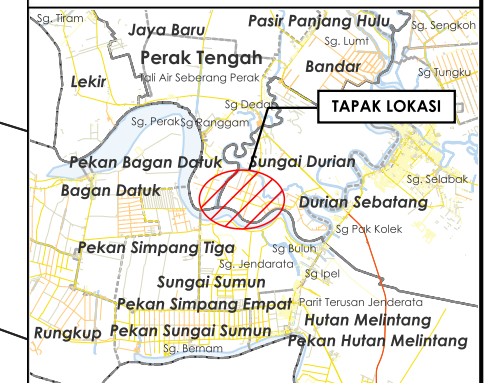 Sg. Tiram
Jaya Baru
Pasir Panjang Hulu
Sg. Sengkoh
Sg. Lumt
Perak Tengah
Bandar
Tali Air Seberang Perak
Lekir
Sg Tungku
Sg Dedap
TAPAK LOKASI
Sg. Perak
Sg Ranggam
Pekan Bagan Datuk
Sungai Durian
Sg. Selabak
Bagan Datuk
Durian Sebatang
Sg Pak Kolek
Pekan Simpang Tiga
Sg Buluh
Sg. Jendarata
Sg Ipel
Sungai Sumun
Pekan Simpang Empat
Parit Terusan Jenderata
Hutan Melintang
Rungkup
Pekan Sungai Sumun
Pekan Hutan Melintang
Sg. Bernam